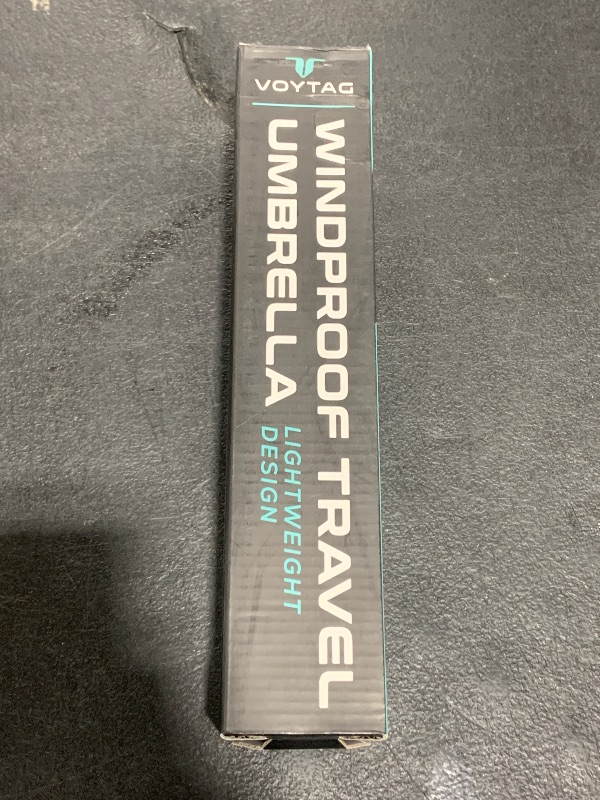 VOYTAG
WINDPROOF TRAVEL
UMBRELLA
LIGHTWEIGHT
DESIGN